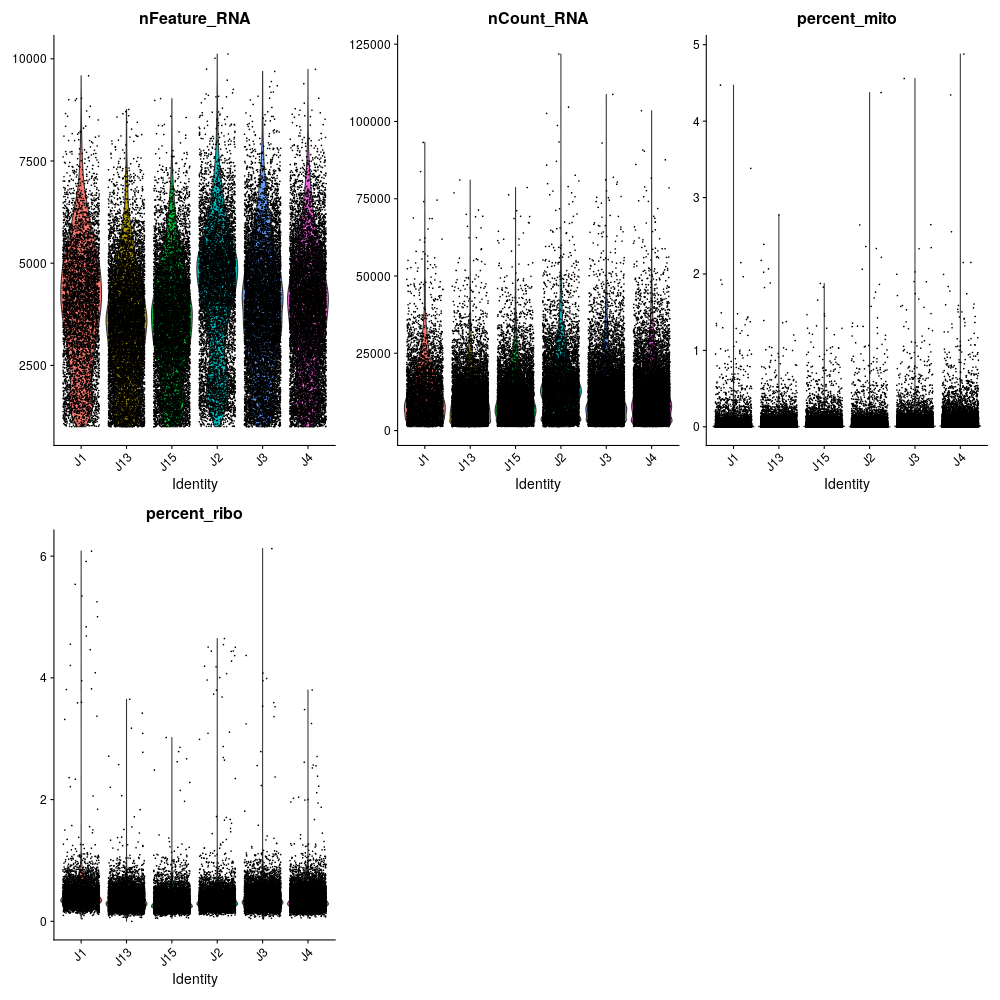 nFeature_RNA
10000
7500
5000
2500
J1
J13
J15
J2
J3
J4
Identity
nCount_RNA
125000
100000
75000
50000
25000
0
J1
J13
J15
J2
J3
J4
Identity
percent_mito
5
4
3
2
1
0
J1
J13
J15
J2
J3
J4
Identity
percent_ribo
6
4
2
0
J1
J13
J15
J2
J3
J4
Identity